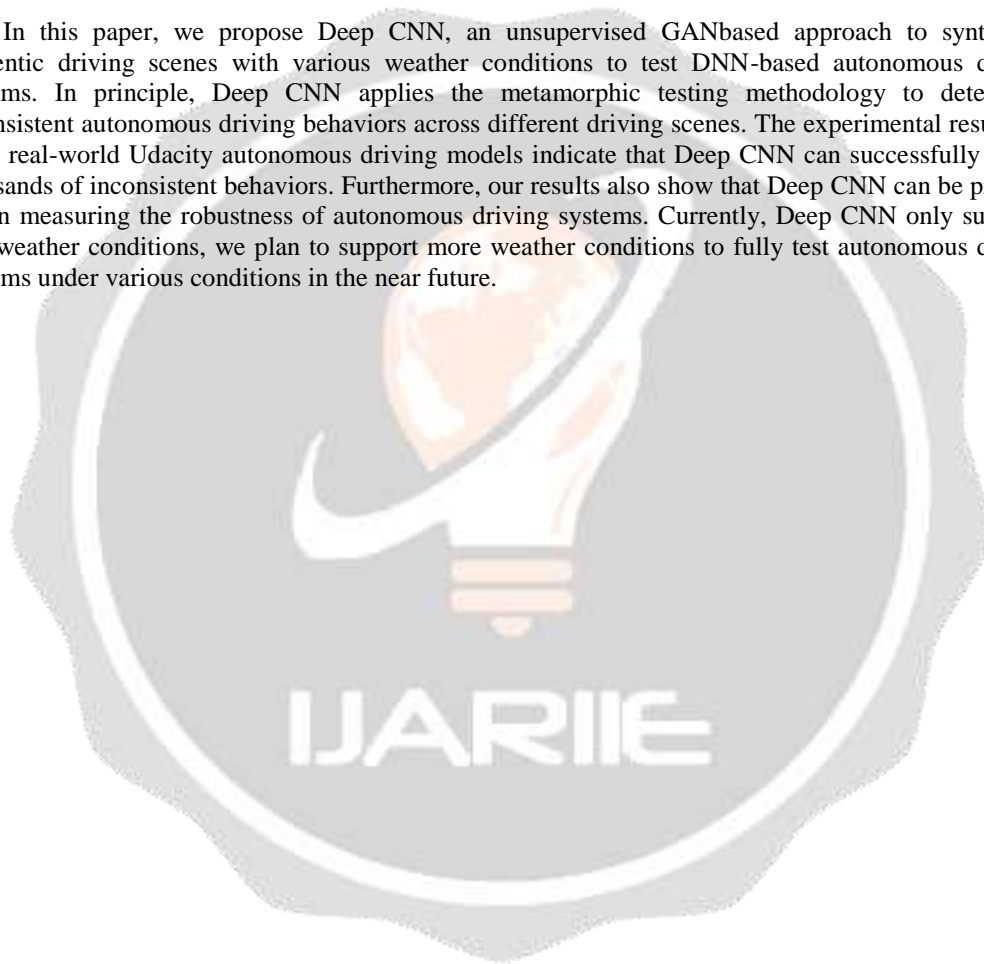 In this paper, we propose Deep CNN, an unsupervised GANbased approach to synt
entic driving scenes with various weather conditions to test DNN-based autonomous d
ms. In principle, Deep CNN applies the metamorphic testing methodology to dete
nsistent autonomous driving behaviors across different driving scenes. The experimental resu
real-world Udacity autonomous driving models indicate that Deep CNN can successfully
sands of inconsistent behaviors. Furthermore, our results also show that Deep CNN can be p
n measuring the robustness of autonomous driving systems. Currently, Deep CNN only su
weather conditions, we plan to support more weather conditions to fully test autonomous d
ms under various conditions in the near future.
IJARIIE